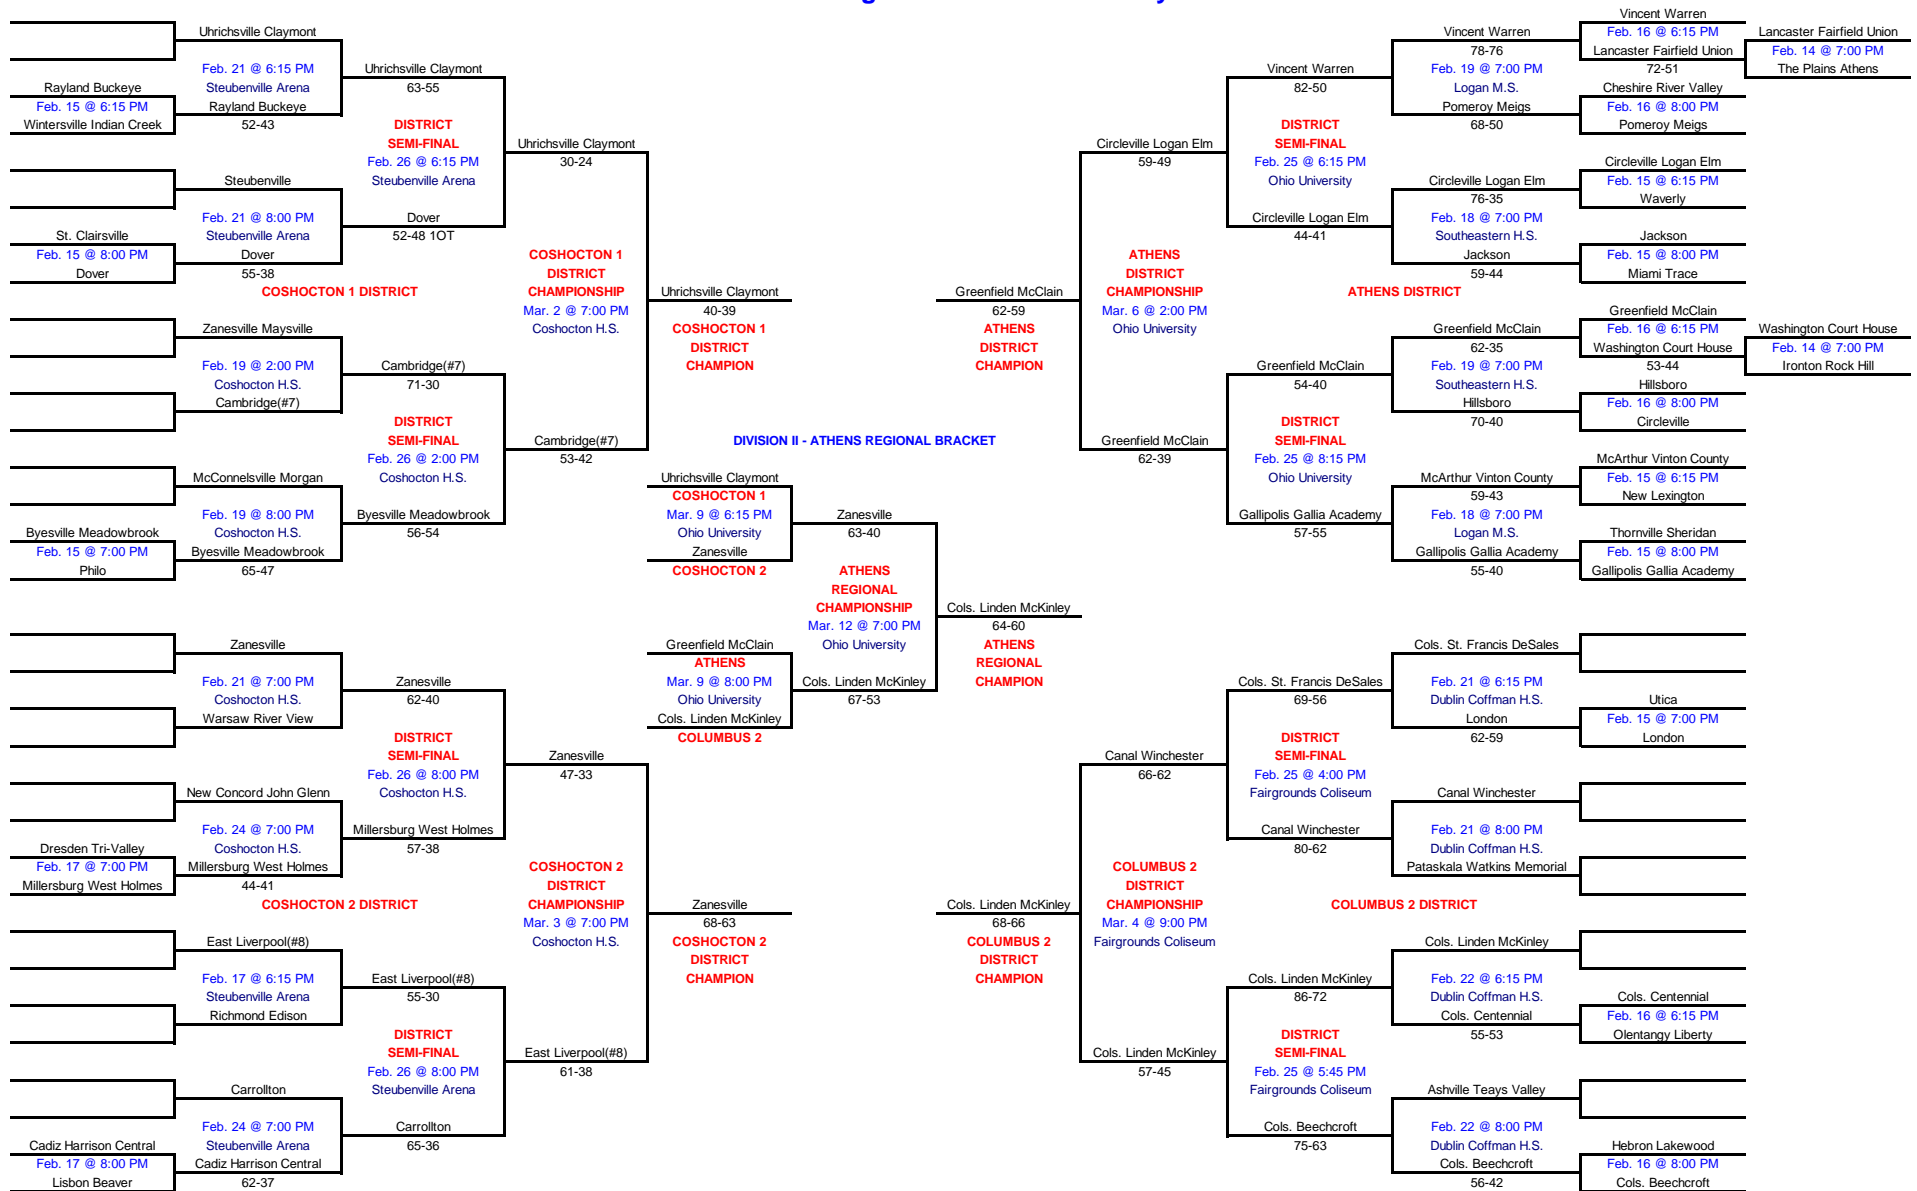 Uhrichsville Claymont
Feb. 21 @ 6:15 PM
Steubenville Arena
Rayland Buckeye
Feb. 15 @ 6:15 PM
Wintersville Indian Creek
Rayland Buckeye
52-43
Uhrichsville Claymont
63-55
DISTRICT
SEMI-FINAL
Feb. 26 @ 6:15 PM
Steubenville Arena
Steubenville
Feb. 21 @ 8:00 PM
Steubenville Arena
St. Clairsville
Feb. 15 @ 8:00 PM
Dover
Dover
55-38
Dover
52-48 1OT
COSHOCTON 1 DISTRICT
Uhrichsville Claymont
30-24
COSHOCTON 1
DISTRICT
CHAMPIONSHIP
Mar. 2 @ 7:00 PM
Coshocton H.S.
Uhrichsville Claymont
40-39
COSHOCTON 1
DISTRICT
CHAMPION
Zanesville Maysville
Feb. 19 @ 2:00 PM
Coshocton H.S.
Cambridge(#7)
Cambridge(#7)
71-30
DISTRICT
SEMI-FINAL
Feb. 26 @ 2:00 PM
Coshocton H.S.
Cambridge(#7)
53-42
McConnelsville Morgan
Feb. 19 @ 8:00 PM
Coshocton H.S.
Byesville Meadowbrook
Feb. 15 @ 7:00 PM
Philo
Byesville Meadowbrook
65-47
Byesville Meadowbrook
56-54
Zanesville
Feb. 21 @ 7:00 PM
Coshocton H.S.
Warsaw River View
Zanesville
62-40
DISTRICT
SEMI-FINAL
Feb. 26 @ 8:00 PM
Coshocton H.S.
Zanesville
47-33
New Concord John Glenn
Feb. 24 @ 7:00 PM
Coshocton H.S.
Dresden Tri-Valley
Feb. 17 @ 7:00 PM
Millersburg West Holmes
Millersburg West Holmes
44-41
Millersburg West Holmes
57-38
COSHOCTON 2 DISTRICT
COSHOCTON 2
DISTRICT
CHAMPIONSHIP
Mar. 3 @ 7:00 PM
Coshocton H.S.
Zanesville
68-63
COSHOCTON 2
DISTRICT
CHAMPION
East Liverpool(#8)
Feb. 17 @ 6:15 PM
Steubenville Arena
Richmond Edison
East Liverpool(#8)
55-30
DISTRICT
SEMI-FINAL
Feb. 26 @ 8:00 PM
Steubenville Arena
East Liverpool(#8)
61-38
Carrollton
Feb. 24 @ 7:00 PM
Steubenville Arena
Cadiz Harrison Central
Feb. 17 @ 8:00 PM
Lisbon Beaver
Cadiz Harrison Central
62-37
Carrollton
65-36
DIVISION II - ATHENS REGIONAL BRACKET
Uhrichsville Claymont
COSHOCTON 1
Mar. 9 @ 6:15 PM
Ohio University
Zanesville
COSHOCTON 2
Zanesville
63-40
ATHENS
REGIONAL
CHAMPIONSHIP
Mar. 12 @ 7:00 PM
Ohio University
Greenfield McClain
ATHENS
Mar. 9 @ 8:00 PM
Ohio University
Cols. Linden McKinley
COLUMBUS 2
Cols. Linden McKinley
67-53
Cols. Linden McKinley
64-60
ATHENS
REGIONAL
CHAMPION
Vincent Warren
Feb. 16 @ 6:15 PM
Lancaster Fairfield Union
72-51
Lancaster Fairfield Union
Feb. 14 @ 7:00 PM
The Plains Athens
Vincent Warren
78-76
Feb. 19 @ 7:00 PM
Logan M.S.
Pomeroy Meigs
68-50
Cheshire River Valley
Feb. 16 @ 8:00 PM
Pomeroy Meigs
Vincent Warren
82-50
DISTRICT
SEMI-FINAL
Feb. 25 @ 6:15 PM
Ohio University
Circleville Logan Elm
59-49
Circleville Logan Elm
Feb. 15 @ 6:15 PM
Waverly
Circleville Logan Elm
76-35
Feb. 18 @ 7:00 PM
Southeastern H.S.
Jackson
59-44
Jackson
Feb. 15 @ 8:00 PM
Miami Trace
Circleville Logan Elm
44-41
ATHENS DISTRICT
ATHENS
DISTRICT
CHAMPIONSHIP
Mar. 6 @ 2:00 PM
Ohio University
Greenfield McClain
62-59
ATHENS
DISTRICT
CHAMPION
Greenfield McClain
Feb. 16 @ 6:15 PM
Washington Court House
53-44
Washington Court House
Feb. 14 @ 7:00 PM
Ironton Rock Hill
Greenfield McClain
62-35
Feb. 19 @ 7:00 PM
Southeastern H.S.
Hillsboro
70-40
Hillsboro
Feb. 16 @ 8:00 PM
Circleville
Greenfield McClain
54-40
DISTRICT
SEMI-FINAL
Feb. 25 @ 8:15 PM
Ohio University
Greenfield McClain
62-39
McArthur Vinton County
Feb. 15 @ 6:15 PM
New Lexington
McArthur Vinton County
59-43
Feb. 18 @ 7:00 PM
Logan M.S.
Gallipolis Gallia Academy
55-40
Thornville Sheridan
Feb. 15 @ 8:00 PM
Gallipolis Gallia Academy
Gallipolis Gallia Academy
57-55
Cols. St. Francis DeSales
Feb. 21 @ 6:15 PM
Dublin Coffman H.S.
London
62-59
Utica
Feb. 15 @ 7:00 PM
London
Cols. St. Francis DeSales
69-56
DISTRICT
SEMI-FINAL
Feb. 25 @ 4:00 PM
Fairgrounds Coliseum
Canal Winchester
66-62
Canal Winchester
Feb. 21 @ 8:00 PM
Dublin Coffman H.S.
Pataskala Watkins Memorial
Canal Winchester
80-62
COLUMBUS 2 DISTRICT
COLUMBUS 2
DISTRICT
CHAMPIONSHIP
Mar. 4 @ 9:00 PM
Fairgrounds Coliseum
Cols. Linden McKinley
68-66
COLUMBUS 2
DISTRICT
CHAMPION
Cols. Linden McKinley
Feb. 22 @ 6:15 PM
Dublin Coffman H.S.
Cols. Centennial
55-53
Cols. Centennial
Feb. 16 @ 6:15 PM
Olentangy Liberty
Cols. Linden McKinley
86-72
DISTRICT
SEMI-FINAL
Feb. 25 @ 5:45 PM
Fairgrounds Coliseum
Cols. Linden McKinley
57-45
Ashville Teays Valley
Feb. 22 @ 8:00 PM
Dublin Coffman H.S.
Cols. Beechcroft
56-42
Hebron Lakewood
Feb. 16 @ 8:00 PM
Cols. Beechcroft
Cols. Beechcroft
75-63